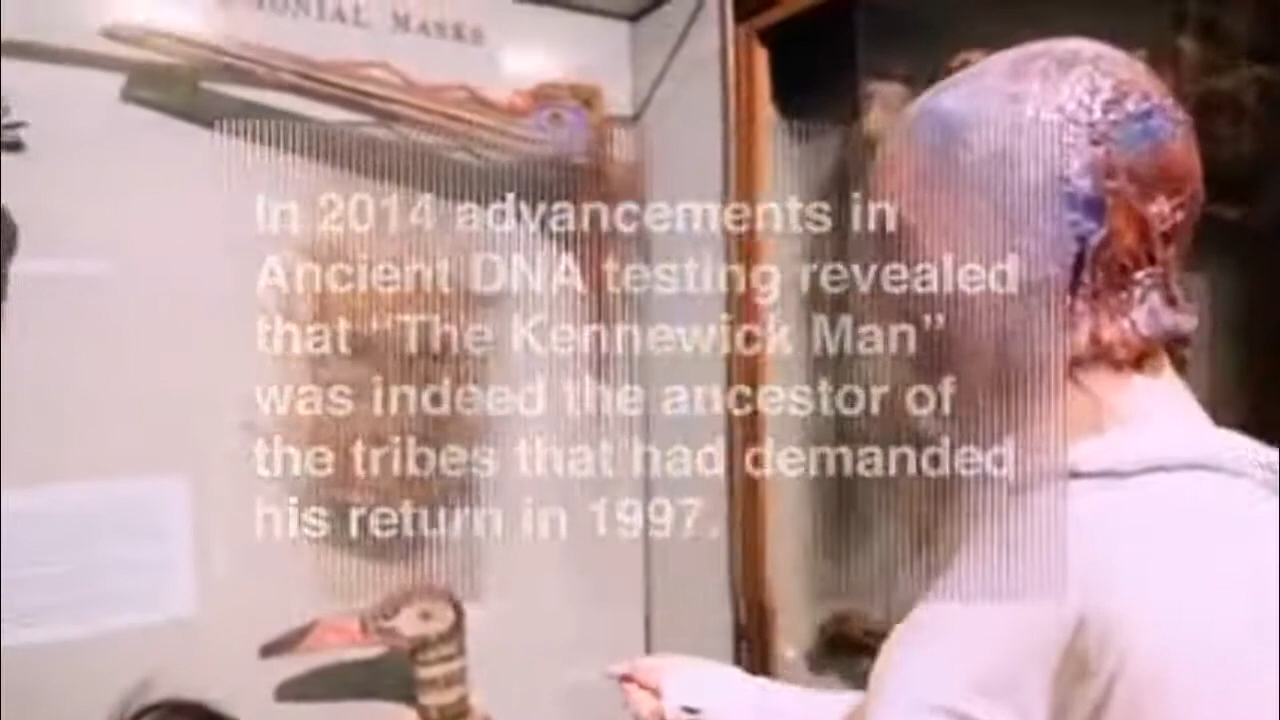 MASKS
In 2014 advancements in
Ancient DNA testing revealed
that “The Kennewick Man”
was indeed the ancestor of
the tribes that had demanded
his return in 1997.